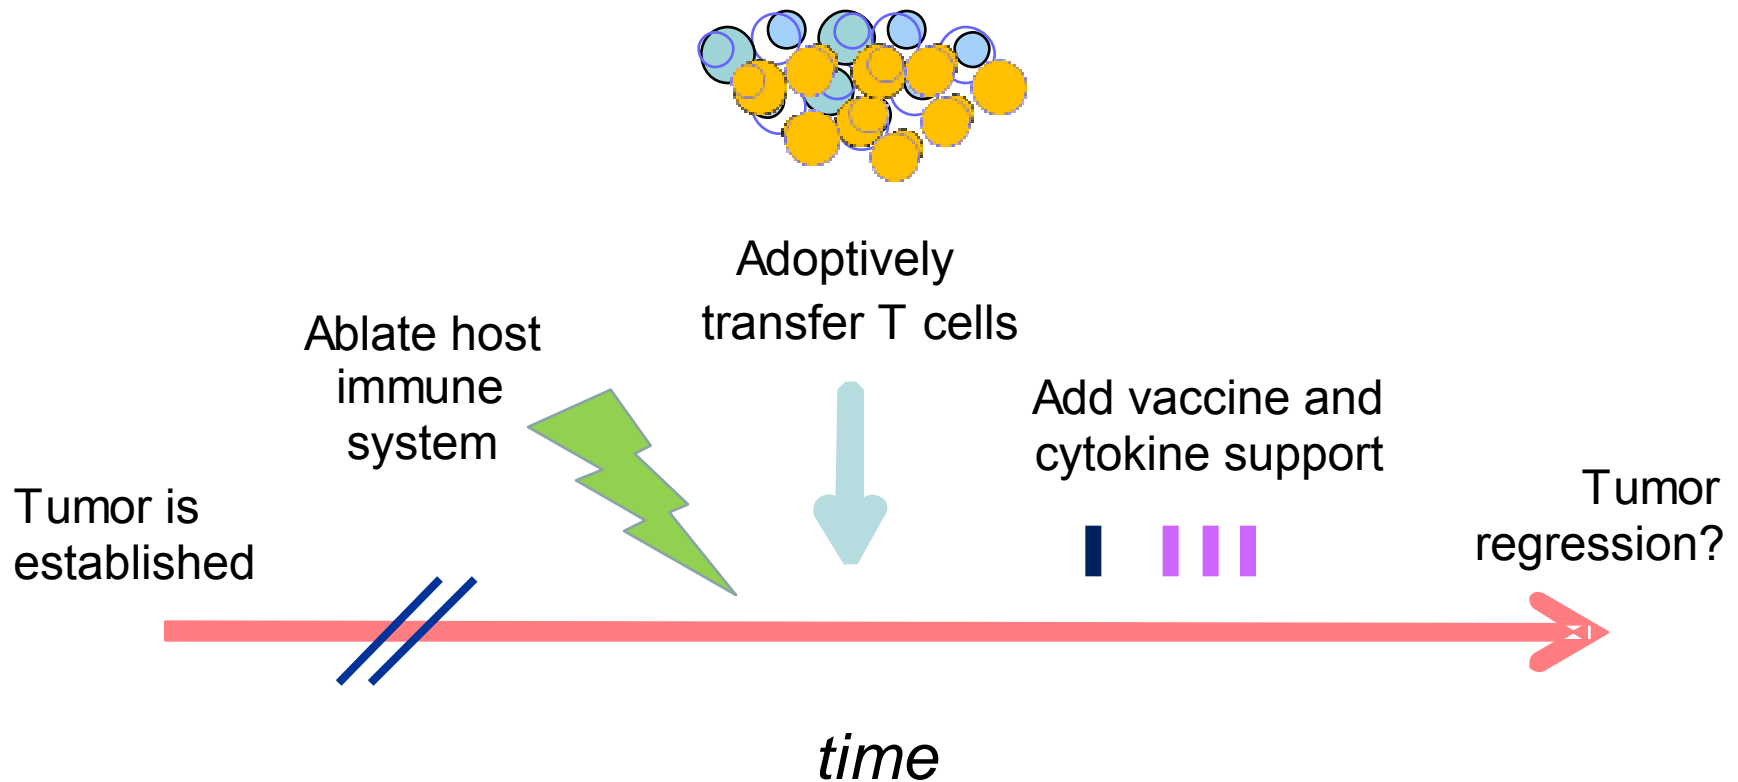 Adoptively
transfer T cells
Ablate host
immune
system
Add vaccine and
cytokine support
Tumor is
established
Tumor
regression?
time